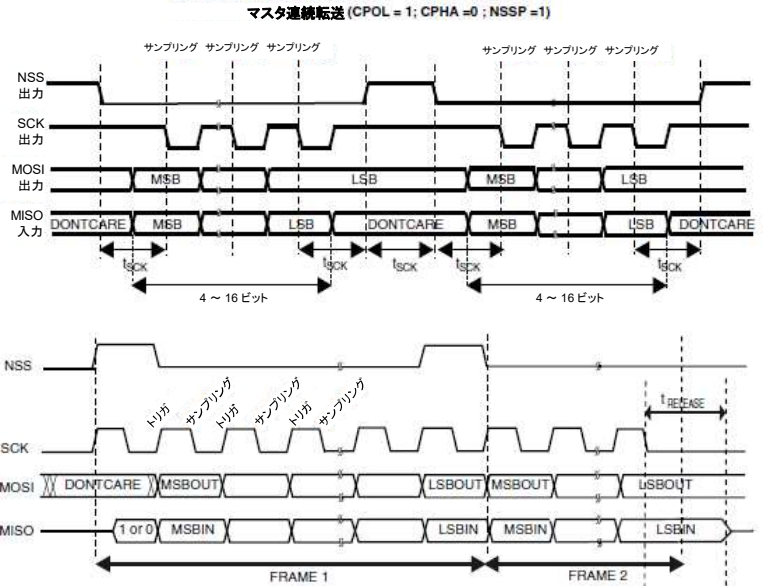 マスタ連続転送 (CPOL = 1; CPHA =0 ; NSSP =1)
サンプリング サンプリング サンプリング サンプリング サンプリング サンプリング
NSS
出力
SCK
出力
MOSI
出力
MSB LSB MSB LSB
MISO
入力
DONTCARE MSB LSB DONTCARE MSB LSB DONTCARE
tSCK tSCK tSCK tSCK tSCK
4 ～ 16 ビット 4 ～ 16 ビット
NSS
トリガ サンプリング トリガ サンプリング トリガ サンプリング
tRELEASE
SCK
MOSI DONTCARE MSBOUT LSBOUT MSBOUT LSBOUT
MISO 1 or 0 MSBIN LSBIN MSBIN LSBIN
FRAME 1 FRAME 2